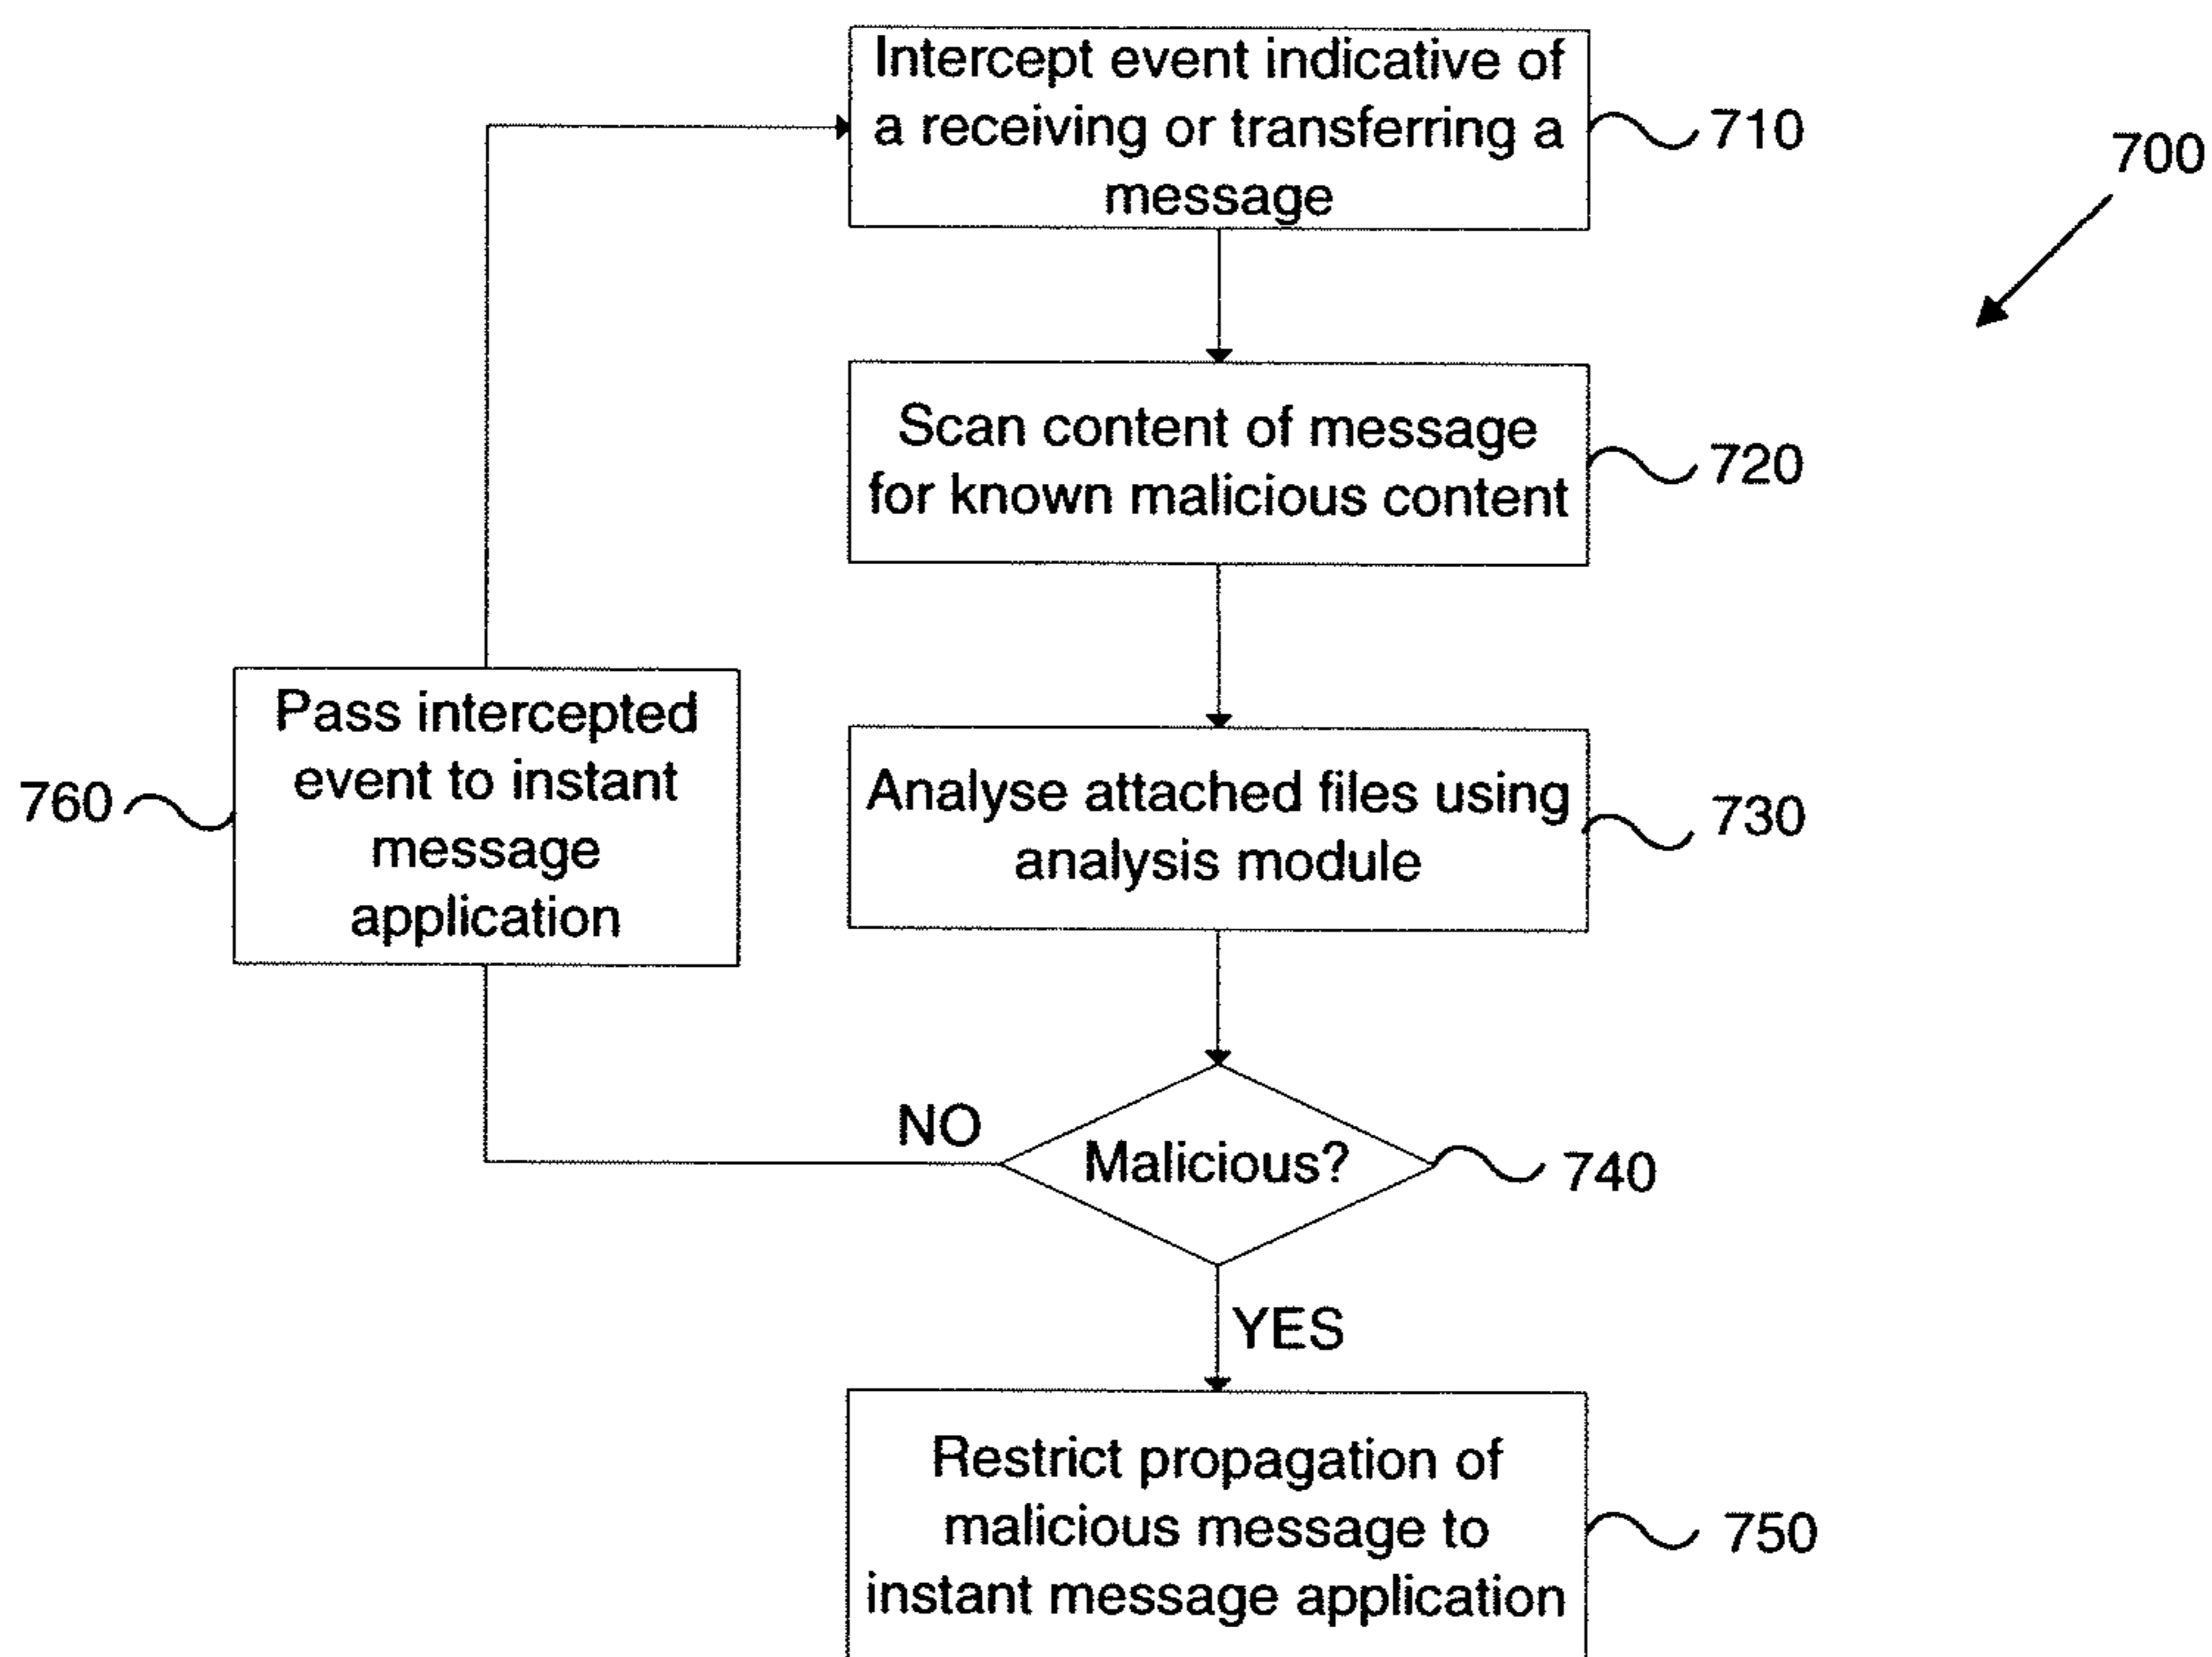 Intercept event indicative of
a receiving or transferring a
message
710
700
Scan content of message
for known malicious content
720
Pass intercepted
event to instant
message
application
760
Analyse attached files using
analysis module
730
NO
Malicious?
740
YES
Restrict propagation of
malicious message to
instant message application
750